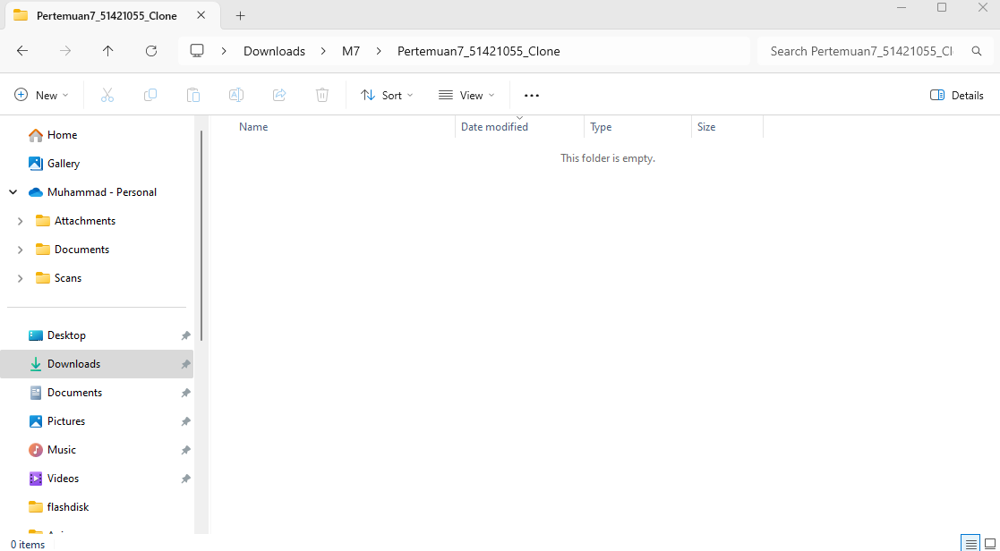 Pertemuan7_51421055_Clone
Downloads M7 Pertemuan7_51421055_Clone Search Pertemuan7_51421055_Cl
New Sort View Details
Name Date modified Type Size
This folder is empty.
Home
Gallery
Muhammad - Personal
Attachments
Documents
Scans
Desktop
Downloads
Documents
Pictures
Music
Videos
flashdisk
0 items